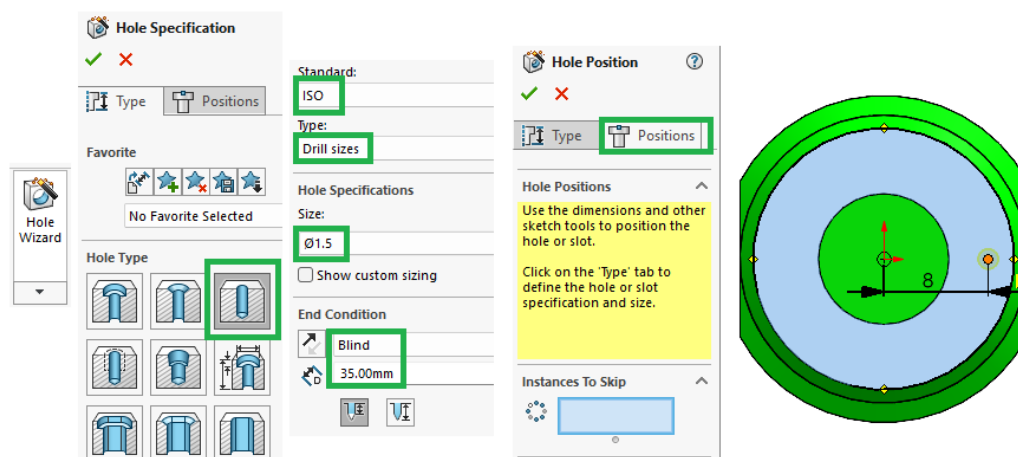 Hole
Wizard
Hole Specification
Type
Positions
Favorite
No Favorite Selected
Hole Type
Standard:
ISO
Type:
Drill sizes
Hole Specifications
Size:
Ø1.5
Show custom sizing
End Condition
Blind
D
35.00mm
Hole Position
?
Type
Positions
Hole Positions
Use the dimensions and other
sketch tools to position the
hole or slot.
Click on the 'Type' tab to
define the hole or slot
specification and size.
Instances To Skip
8